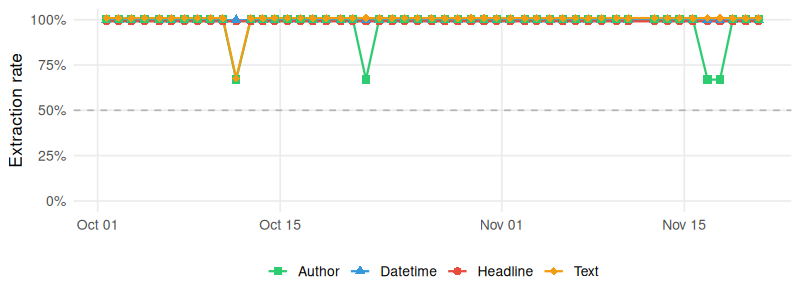 Extraction rate
100%
75%
50%
25%
0%
Oct 01 Oct 15 Nov 01 Nov 15
Author Datetime Headline Text